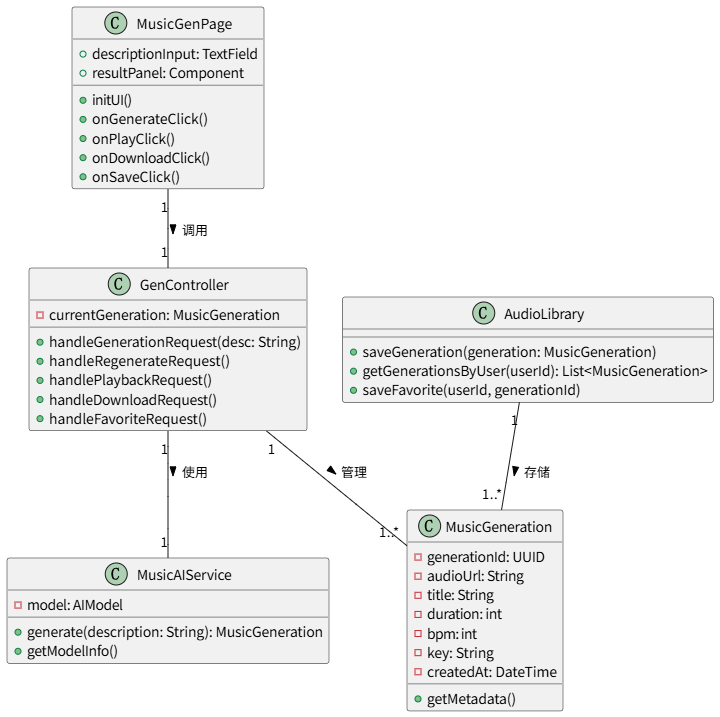 C MusicGenPage
descriptionInput: TextField
resultPanel: Component
initUI()
onGenerateClick()
onPlayClick()
onDownloadClick()
onSaveClick()
1
调用
1
C GenController
currentGeneration: MusicGeneration
handleGenerationRequest(desc: String)
handleRegenerateRequest()
handlePlaybackRequest()
handleDownloadRequest()
handleFavoriteRequest()
C AudioLibrary
saveGeneration(generation: MusicGeneration)
getGenerationsByUser(userId): List<MusicGeneration>
saveFavorite(userId, generationId)
1
使用
1
1
管理
1..*
1
存储
1..*
C MusicAIService
model: AIModel
generate(description: String): MusicGeneration
getModelInfo()
C MusicGeneration
generationId: UUID
audioUrl: String
title: String
duration: int
bpm: int
key: String
createdAt: DateTime
getMetadata()